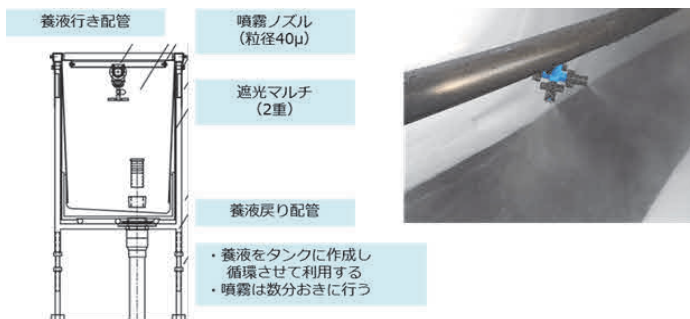 養液行き配管
噴霧ノズル
（粒径40μ）
遮光マルチ
（2重）
養液戻り配管
・養液をタンクに作成し
循環させて利用する
・噴霧は数分おきに行う